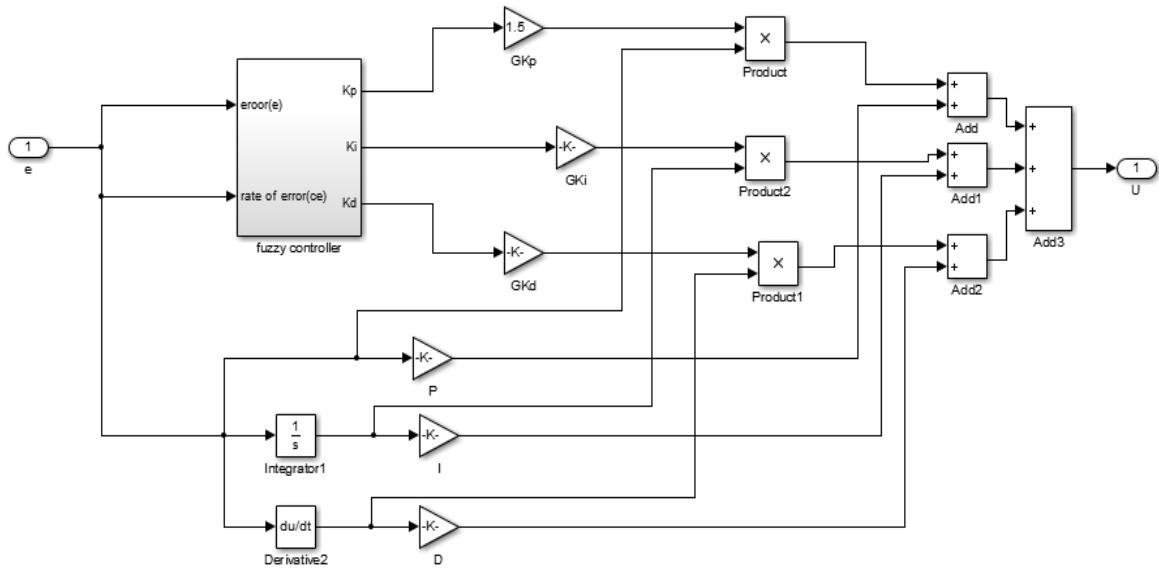 1
e
eroor(e)
rate of error(ce)
Kp
Ki
Kd
fuzzy controller
1.5
GKp
-K-
GKi
-K-
GKd
×
Product
×
Product2
×
Product1
+
+
Add
+
+
Add1
+
+
Add2
+
+
+
Add3
1
U
-K-
P
1
s
Integrator1
-K-
I
du/dt
Derivative2
-K-
D